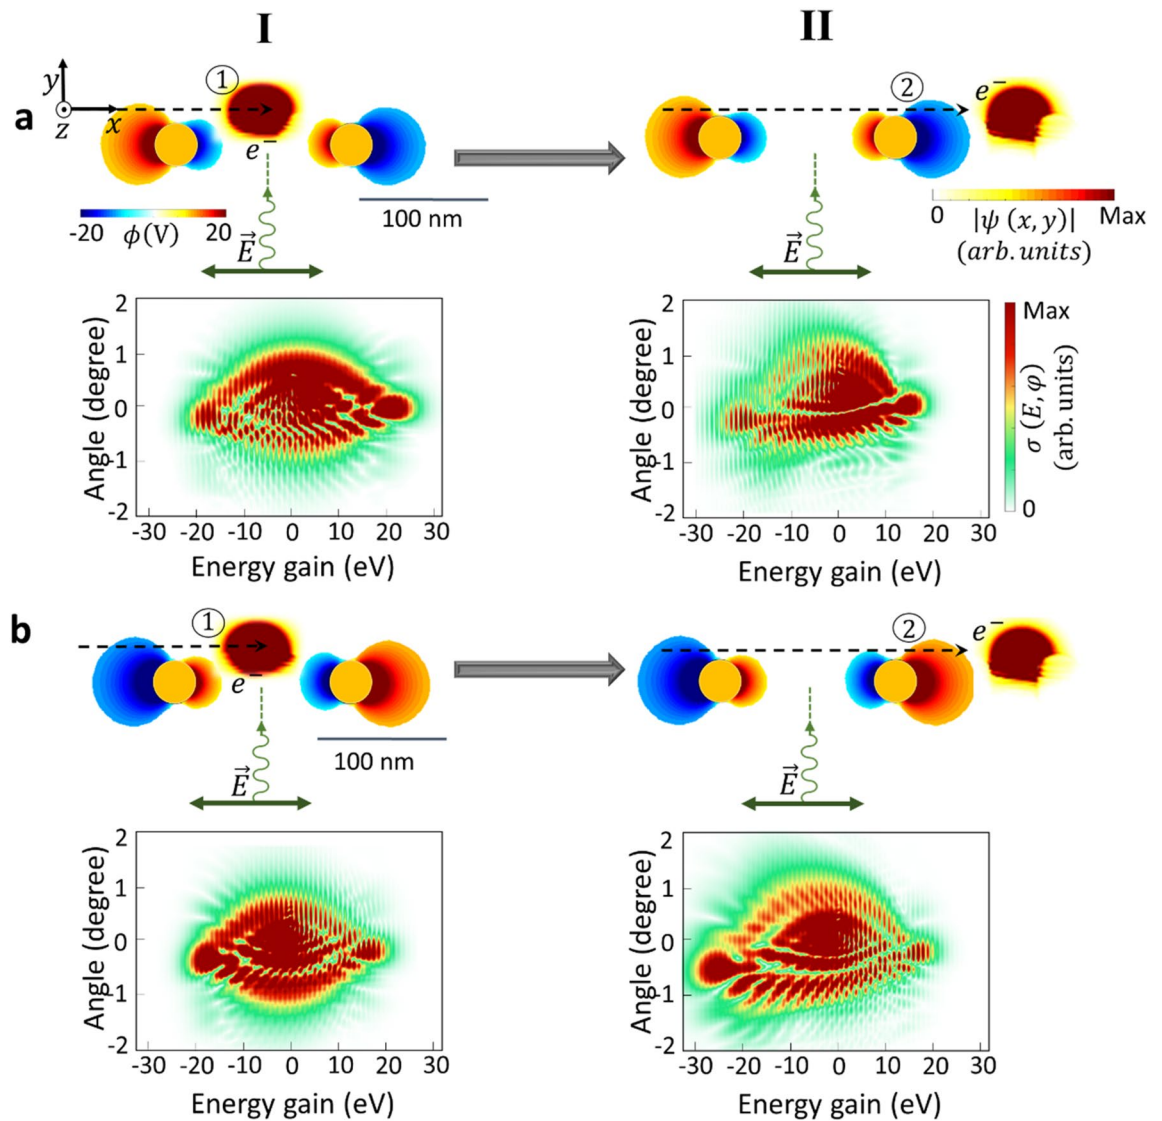 I
II
a
y
z
x
1
e⁻
2
e⁻
100 nm
-20 ϕ(V) 20
E⃗
E⃗
0 |ψ (x, y)| Max
(arb. units)
2
1
0
-1
-2
Angle (degree)
-30 -20 -10 0 10 20 30
Energy gain (eV)
2
1
0
-1
-2
Angle (degree)
-30 -20 -10 0 10 20 30
Energy gain (eV)
Max
0
σ (E, φ)
(arb. units)
b
1
e⁻
2
e⁻
100 nm
E⃗
E⃗
2
1
0
-1
-2
Angle (degree)
-30 -20 -10 0 10 20 30
Energy gain (eV)
2
1
0
-1
-2
Angle (degree)
-30 -20 -10 0 10 20 30
Energy gain (eV)